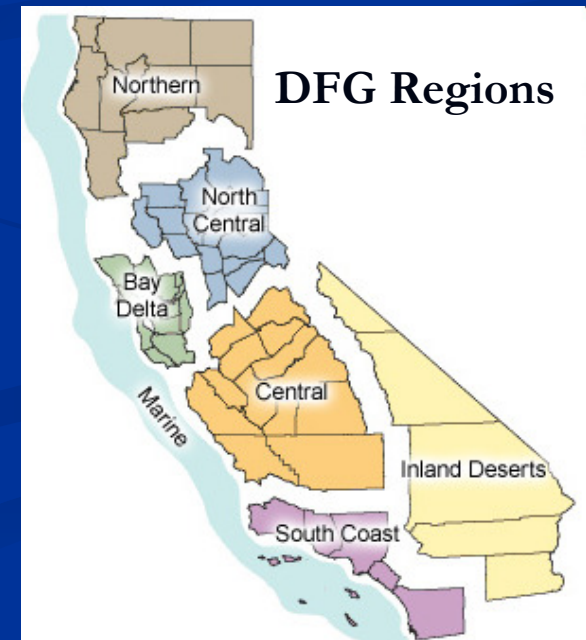 DFG Regions
Northern
North
Central
Bay
Delta
Marine
Central
Inland Deserts
South Coast